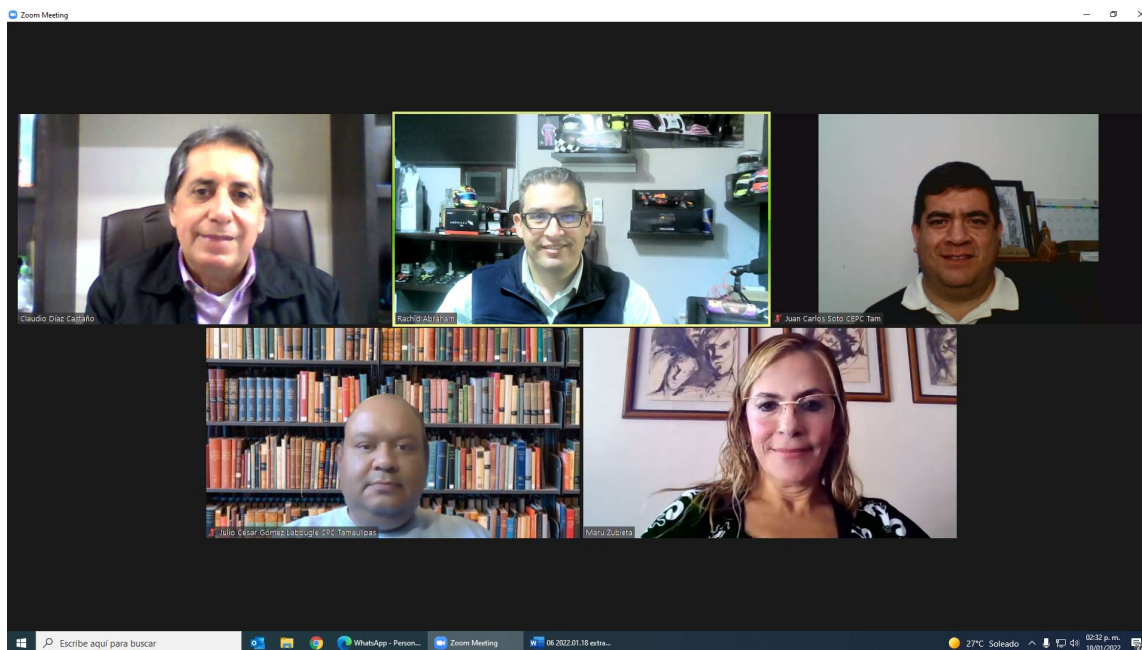 Zoom Meeting
Claudio Díaz Castaño
Rachid Abraham
Juan Carlos Soto CEPC Tam
Julio César Gómez Labougle CPC Tamaulipas
Maru Zubieta
Escribe aquí para buscar
WhatsApp - Person...
Zoom Meeting
06 2022.01.18 extra...
27°C Soleado
02:32 p. m.
18/01/2022